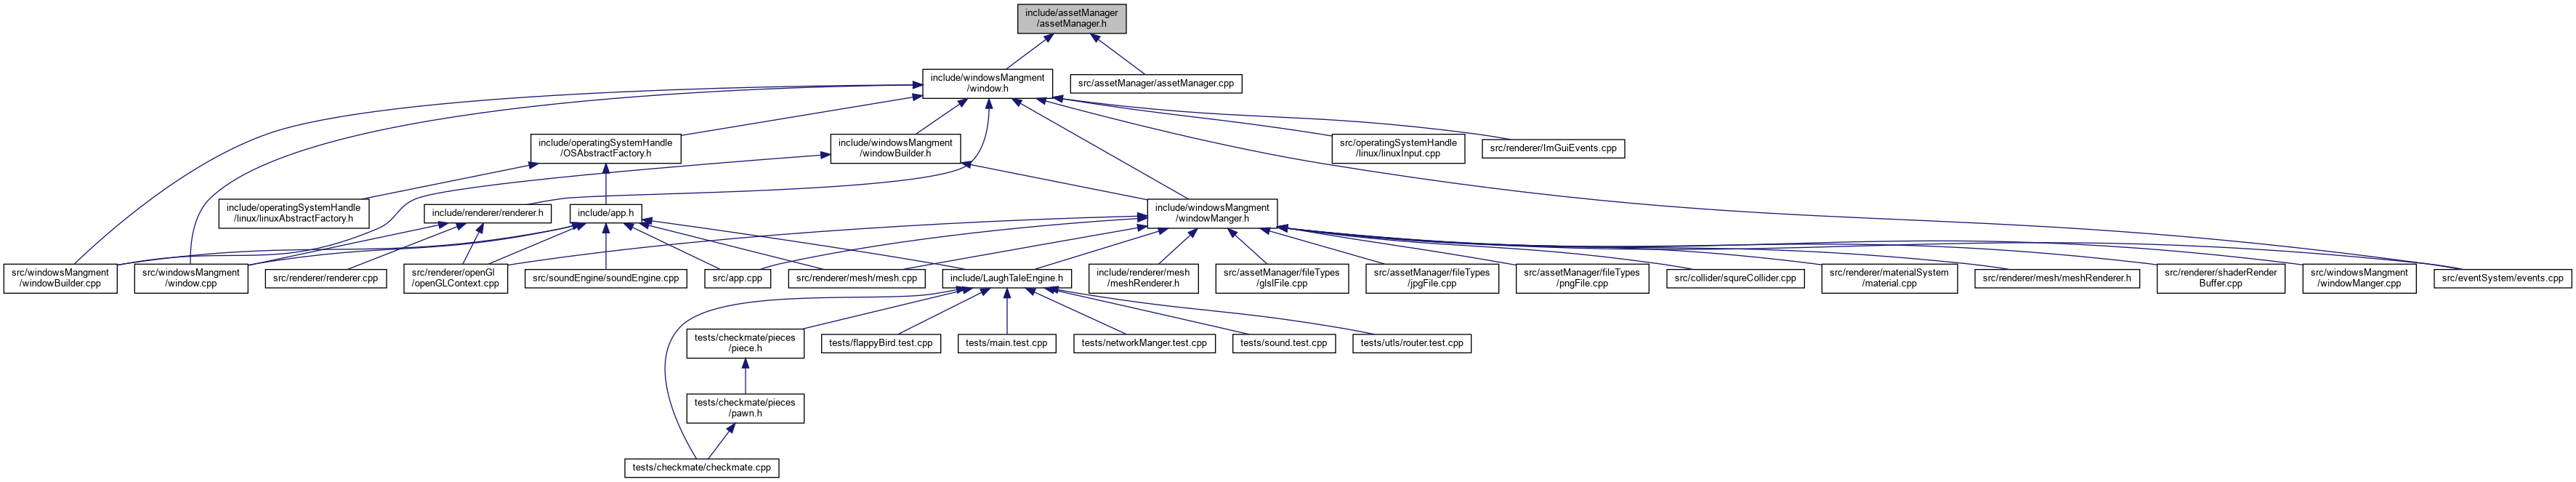 include/assetManager
/assetManager.h
include/windowsMangment
/window.h
src/assetManager/assetManager.cpp
include/operatingSystemHandle
/OSAbstractFactory.h
include/windowsMangment
/windowBuilder.h
src/operatingSystemHandle
/linux/linuxInput.cpp
src/renderer/ImGuiEvents.cpp
include/operatingSystemHandle
/linux/linuxAbstractFactory.h
include/renderer/renderer.h
include/app.h
include/windowsMangment
/windowManger.h
src/windowsMangment
/windowBuilder.cpp
src/windowsMangment
/window.cpp
src/renderer/renderer.cpp
src/renderer/openGl
/openGLContext.cpp
src/soundEngine/soundEngine.cpp
src/app.cpp
src/renderer/mesh/mesh.cpp
include/LaughTaleEngine.h
include/renderer/mesh
/meshRenderer.h
src/assetManager/fileTypes
/glslFile.cpp
src/assetManager/fileTypes
/jpgFile.cpp
src/assetManager/fileTypes
/pngFile.cpp
src/collider/squreCollider.cpp
src/renderer/materialSystem
/material.cpp
src/renderer/mesh/meshRenderer.h
src/renderer/shaderRender
Buffer.cpp
src/windowsMangment
/windowManger.cpp
src/eventSystem/events.cpp
tests/checkmate/pieces
/piece.h
tests/flappyBird.test.cpp
tests/main.test.cpp
tests/networkManger.test.cpp
tests/sound.test.cpp
tests/utls/router.test.cpp
tests/checkmate/pieces
/pawn.h
tests/checkmate/checkmate.cpp